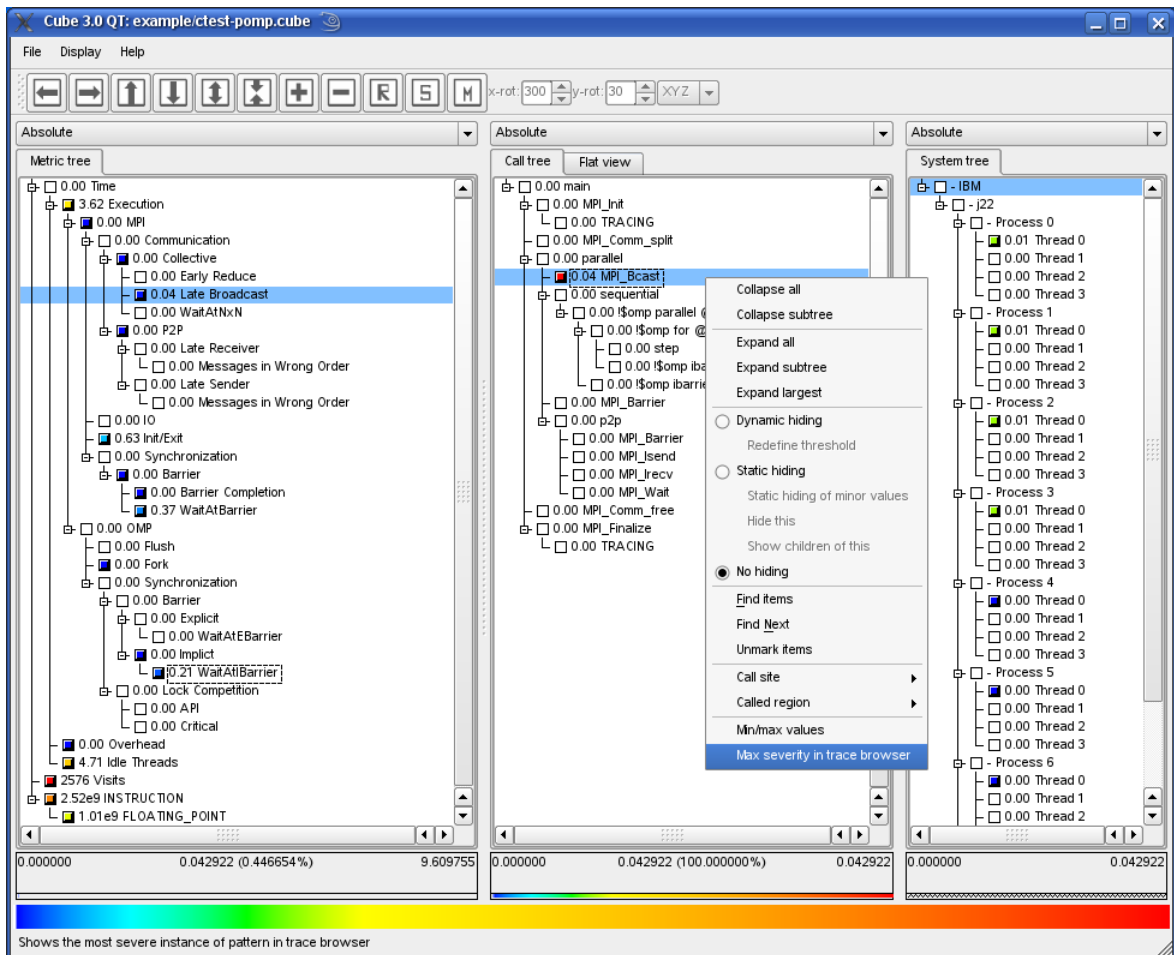 Cube 3.0 QT: example/ctest-pomp.cube
File Display Help
R S M x-rot: 300 y-rot: 30 XYZ
Absolute
Metric tree
0.00 Time
3.62 Execution
0.00 MPI
0.00 Communication
0.00 Collective
0.00 Early Reduce
0.04 Late Broadcast
0.00 WaitAtNxN
0.00 P2P
0.00 Late Receiver
0.00 Messages in Wrong Order
0.00 Late Sender
0.00 Messages in Wrong Order
0.00 IO
0.63 Init/Exit
0.00 Synchronization
0.00 Barrier
0.00 Barrier Completion
0.37 WaitAtBarrier
0.00 OMP
0.00 Flush
0.00 Fork
0.00 Synchronization
0.00 Barrier
0.00 Explicit
0.00 WaitAtEBarrier
0.00 Implict
0.21 WaitAtIBarrier
0.00 Lock Competition
0.00 API
0.00 Critical
0.00 Overhead
4.71 Idle Threads
2576 Visits
2.52e9 INSTRUCTION
1.01e9 FLOATING_POINT
0.000000 0.042922 (0.446654%) 9.609755
Absolute
Call tree Flat view
0.00 main
0.00 MPI_Init
0.00 TRACING
0.00 MPI_Comm_split
0.00 parallel
0.04 MPI_Bcast
0.00 sequential
0.00 !$omp parallel @
0.00 !$omp for @
0.00 step
0.00 !$omp iba
0.00 !$omp ibarrie
0.00 MPI_Barrier
0.00 p2p
0.00 MPI_Barrier
0.00 MPI_Isend
0.00 MPI_Irecv
0.00 MPI_Wait
0.00 MPI_Comm_free
0.00 MPI_Finalize
0.00 TRACING
0.000000 0.042922 (100.000000%) 0.042922
Collapse all
Collapse subtree
Expand all
Expand subtree
Expand largest
Dynamic hiding
Redefine threshold
Static hiding
Static hiding of minor values
Hide this
Show children of this
No hiding
Find items
Find Next
Unmark items
Call site
Called region
Min/max values
Max severity in trace browser
Absolute
System tree
- IBM
- j22
- Process 0
0.01 Thread 0
0.00 Thread 1
0.00 Thread 2
0.00 Thread 3
- Process 1
0.01 Thread 0
0.00 Thread 1
0.00 Thread 2
0.00 Thread 3
- Process 2
0.01 Thread 0
0.00 Thread 1
0.00 Thread 2
0.00 Thread 3
- Process 3
0.01 Thread 0
0.00 Thread 1
0.00 Thread 2
0.00 Thread 3
- Process 4
0.00 Thread 0
0.00 Thread 1
0.00 Thread 2
0.00 Thread 3
- Process 5
0.00 Thread 0
0.00 Thread 1
0.00 Thread 2
0.00 Thread 3
- Process 6
0.00 Thread 0
0.00 Thread 1
0.00 Thread 2
0.000000 0.042922
Shows the most severe instance of pattern in trace browser